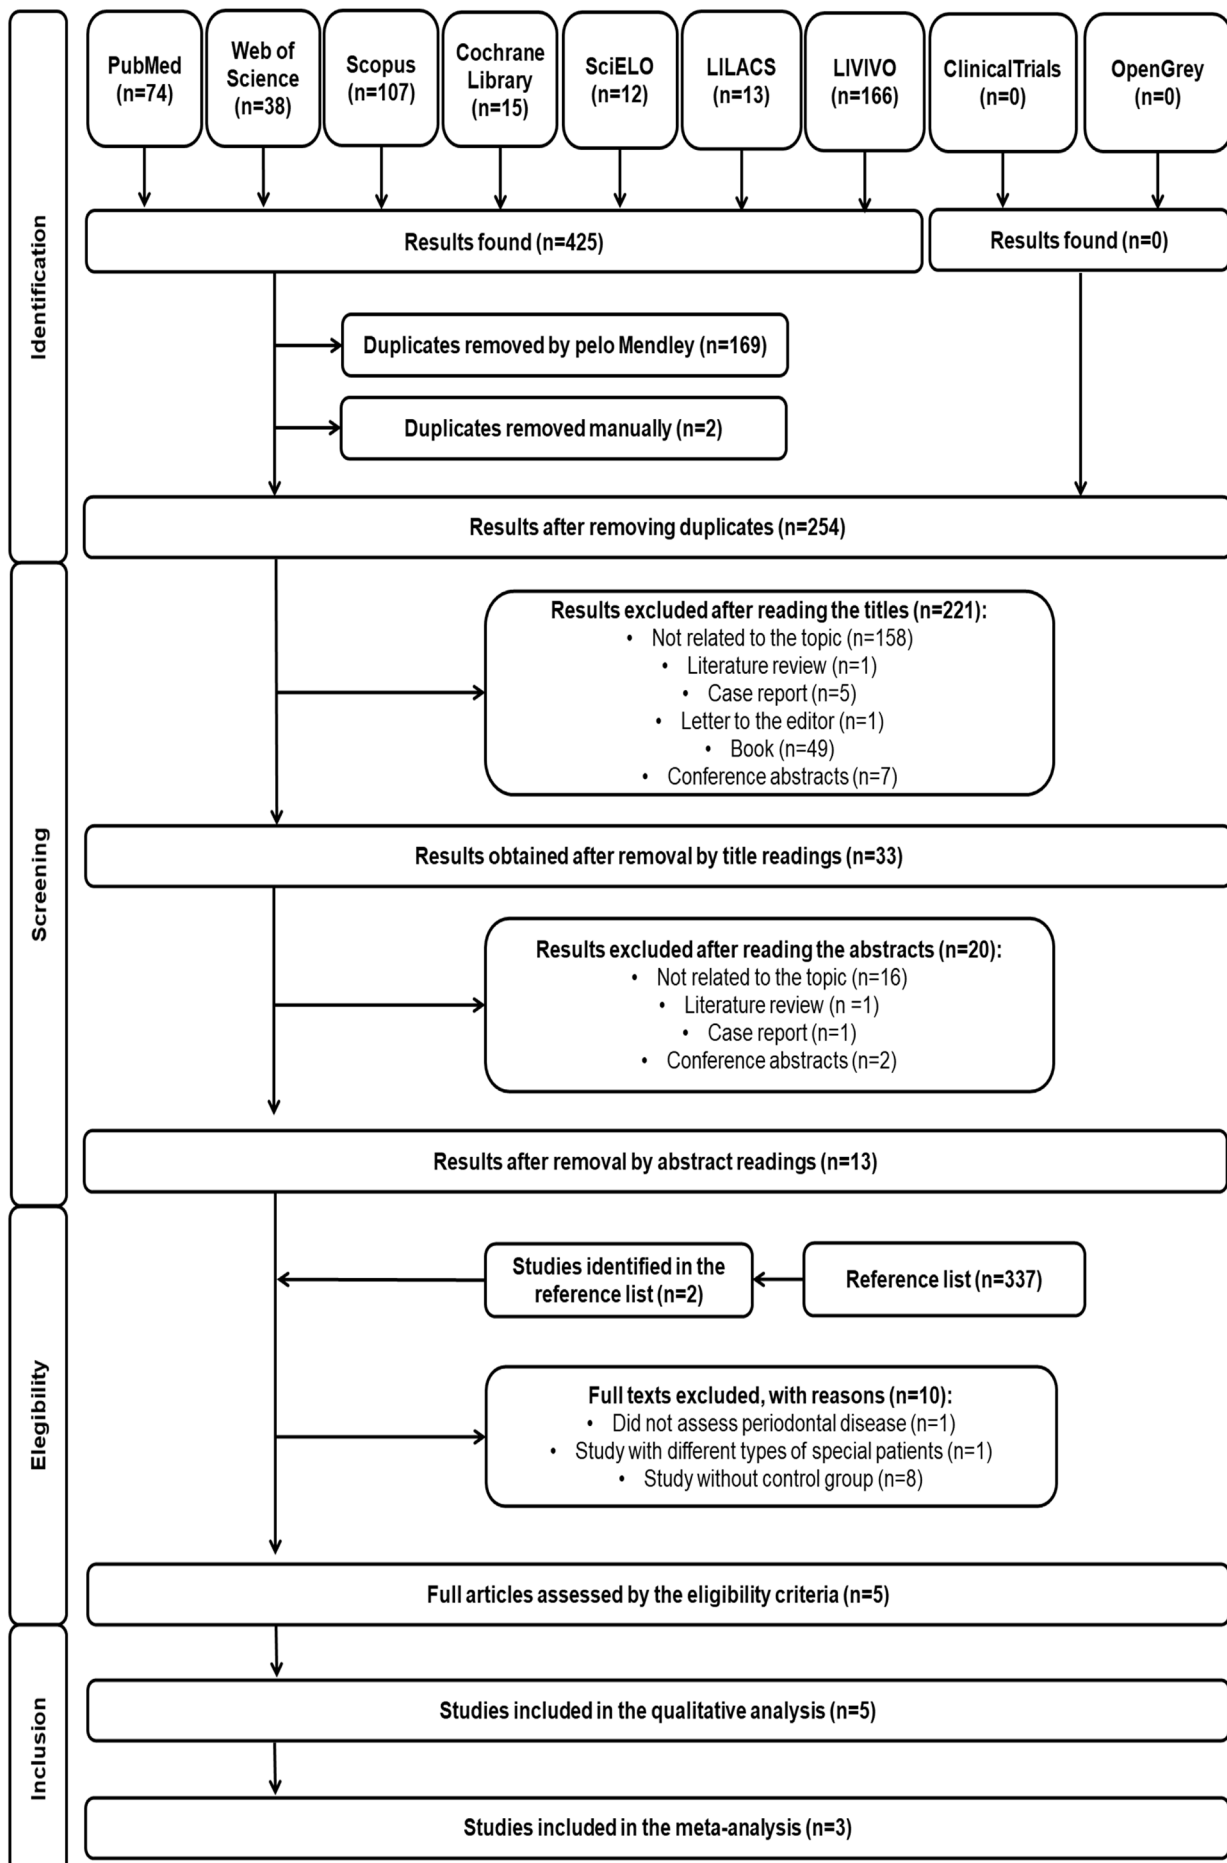 PubMed
(n=74)
Web of
Science
(n=38)
Scopus
(n=107)
Cochrane
Library
(n=15)
SciELO
(n=12)
LILACS
(n=13)
LIVIVO
(n=166)
ClinicalTrials
(n=0)
OpenGrey
(n=0)
Identification
Results found (n=425)
Results found (n=0)
Duplicates removed by pelo Mendley (n=169)
Duplicates removed manually (n=2)
Results after removing duplicates (n=254)
Screening
Results excluded after reading the titles (n=221):
• Not related to the topic (n=158)
• Literature review (n=1)
• Case report (n=5)
• Letter to the editor (n=1)
• Book (n=49)
• Conference abstracts (n=7)
Results obtained after removal by title readings (n=33)
Results excluded after reading the abstracts (n=20):
• Not related to the topic (n=16)
• Literature review (n =1)
• Case report (n=1)
• Conference abstracts (n=2)
Results after removal by abstract readings (n=13)
Elegibility
Studies identified in the
reference list (n=2)
Reference list (n=337)
Full texts excluded, with reasons (n=10):
• Did not assess periodontal disease (n=1)
• Study with different types of special patients (n=1)
• Study without control group (n=8)
Full articles assessed by the eligibility criteria (n=5)
Inclusion
Studies included in the qualitative analysis (n=5)
Studies included in the meta-analysis (n=3)